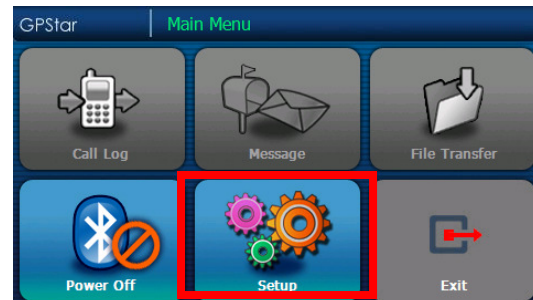 GPStar
Main Menu
Call Log
Message
File Transfer
Power Off
Setup
Exit